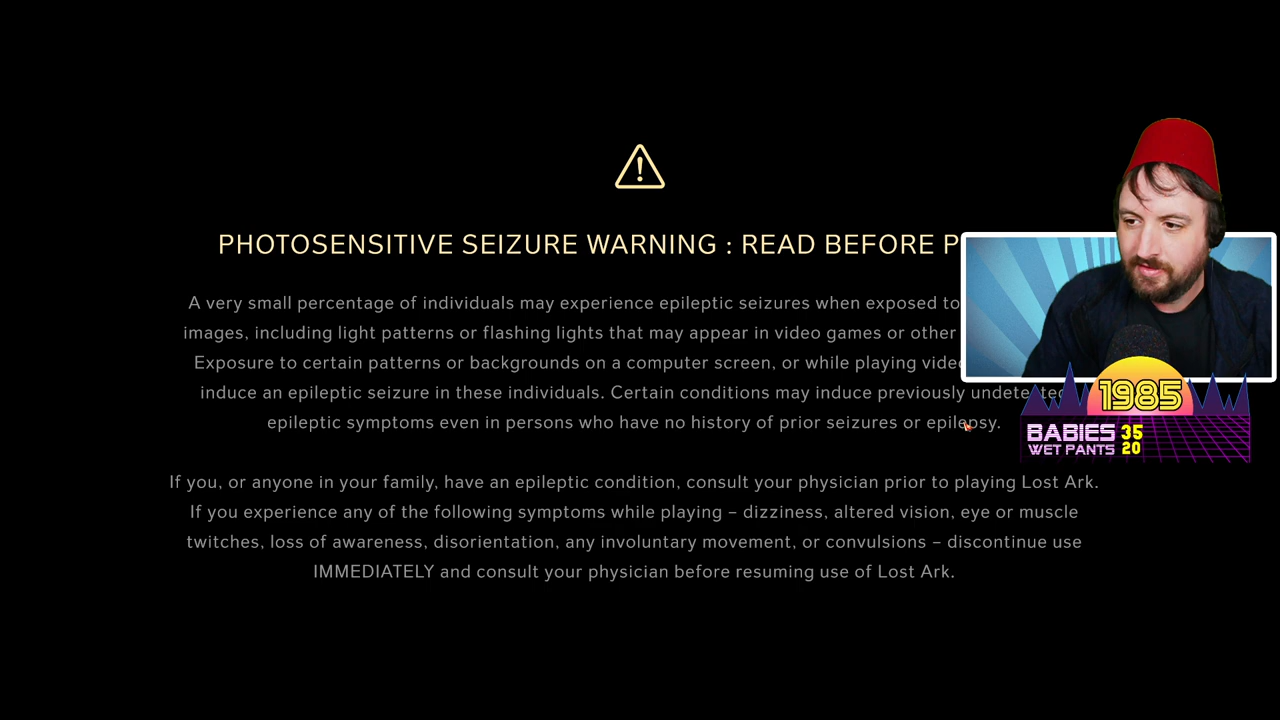 PHOTOSENSITIVE SEIZURE WARNING : READ BEFORE
A very small percentage of individuals may experience epileptic seizures when exposed to
images, including light patterns or flashing lights that may appear in video games or other
Exposure to certain patterns or backgrounds on a computer screen, or while playing
induce an epileptic seizure in these individuals. Certain conditions may induce previously undetected
epileptic symptoms even in persons who have no history of prior seizures or epilepsy.
If you, or anyone in your family, have an epileptic condition, consult your physician prior to playing Lost Ark.
If you experience any of the following symptoms while playing – dizziness, altered vision, eye or muscle
twitches, loss of awareness, disorientation, any involuntary movement, or convulsions – discontinue use
IMMEDIATELY and consult your physician before resuming use of Lost Ark.
1985
BABIES 35
WET PANTS 20